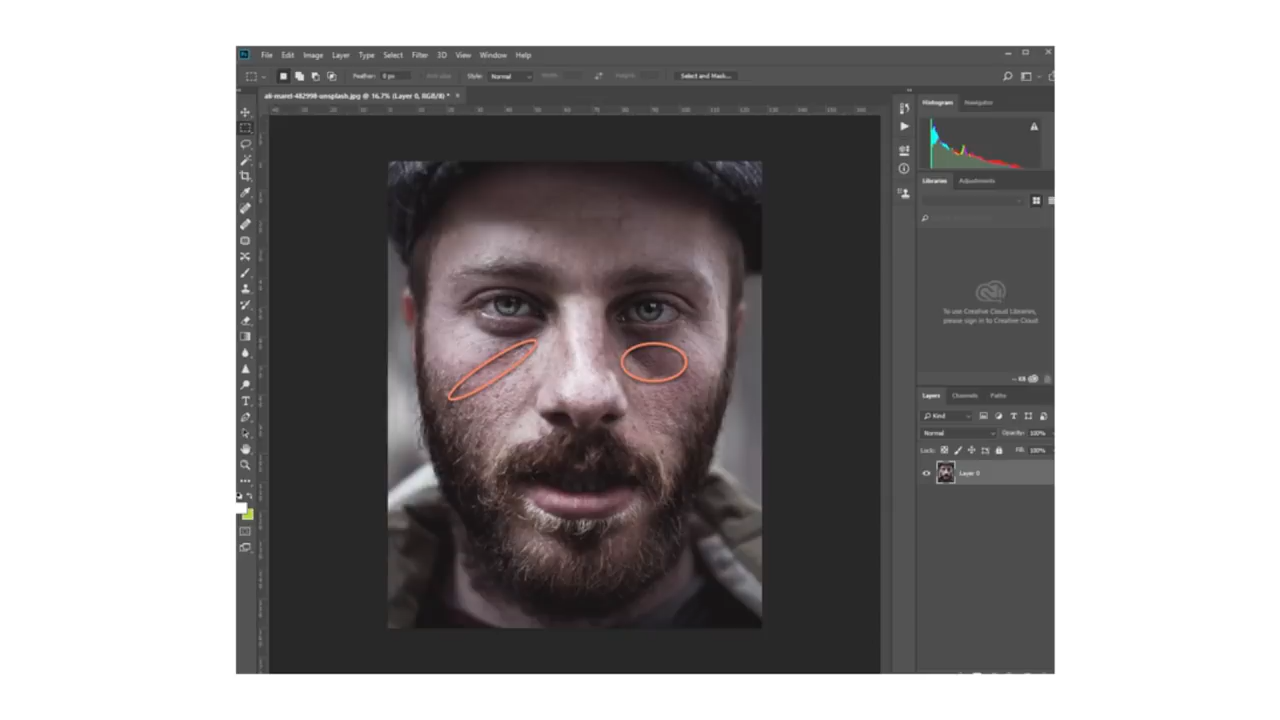 Ps
File Edit Image Layer Type Select Filter 3D View Window Help
Feather: 0 px Style: Normal Select and Mask...
ali-marel-482998-unsplash.jpg @ 16.7% (Layer 0, RGB/8) *
Histogram Navigator
Libraries Adjustments
To use Creative Cloud Libraries,
please sign in to Creative Cloud
Layers Channels Paths
Kind
Normal Opacity: 100%
Lock: Fill: 100%
Layer 0